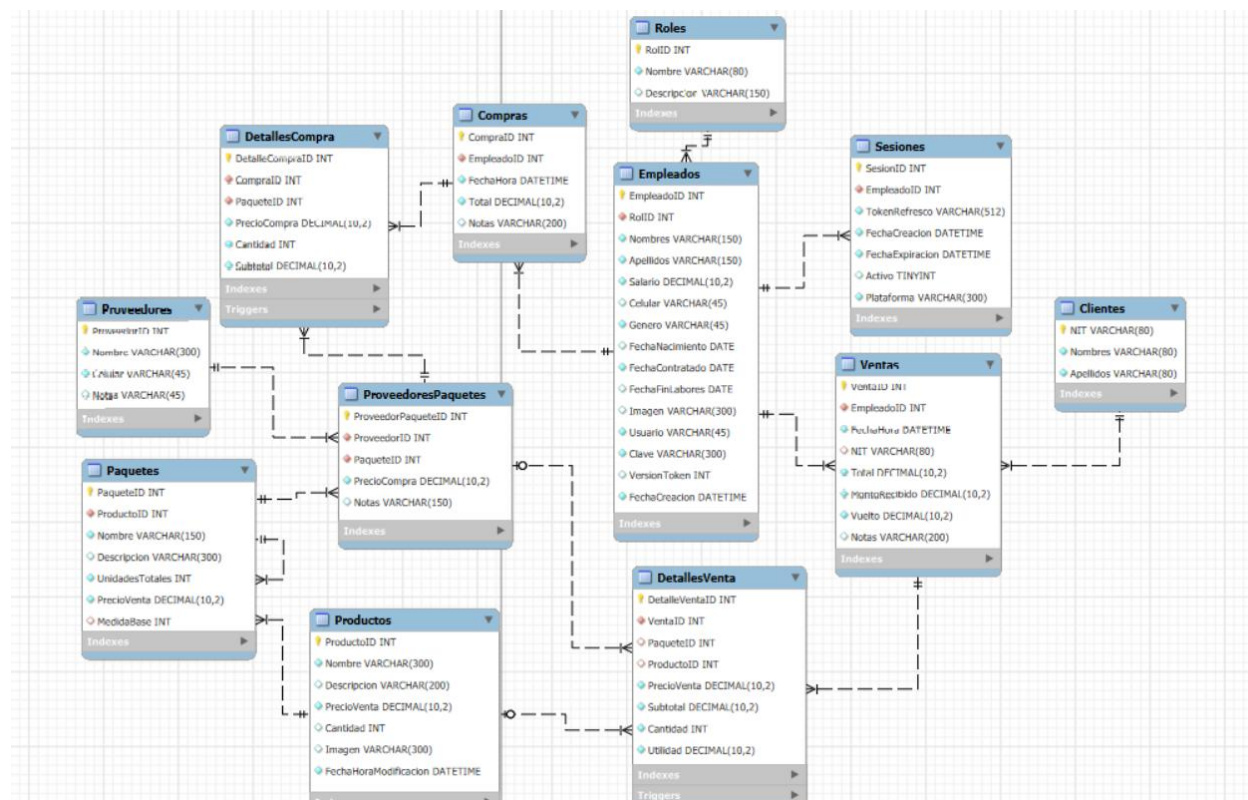 Roles
RolID INT
Nombre VARCHAR(80)
Descripcior VARCHAR(150)
Indexes
Compras
CompraID INT
EmpleadoID INT
FechaHora DATETIME
Total DECIMAL(10,2)
Notas VARCHAR(200)
Indexes
DetallesCompra
DetalleCompraID INT
CompraID INT
PaqueteID INT
PrecioCompra DECIMAL(10,2)
Cantidad INT
Subtotal DECIMAL(10,2)
Indexes
Triggers
Empleados
EmpleadoID INT
RolID INT
Nombres VARCHAR(150)
Apellidos VARCHAR(150)
Salario DECIMAL(10,2)
Celular VARCHAR(45)
Genero VARCHAR(45)
FechaNacimiento DATE
FechaContratado DATE
FechaFinLabores DATE
Imagen VARCHAR(300)
Usuario VARCHAR(45)
Clave VARCHAR(300)
VersionToken INT
FechaCreacion DATETIME
Indexes
Sesiones
SesionID INT
EmpleadoID INT
TokenRefresco VARCHAR(512)
FechaCreacion DATETIME
FechaExpiracion DATETIME
Activo TINYINT
Plataforma VARCHAR(300)
Indexes
Pruveedures
ProveedorID INT
Nombre VARCHAR(300)
Celular VARCHAR(45)
Notas VARCHAR(45)
Indexes
Clientes
NIT VARCHAR(80)
Nombres VARCHAR(80)
Apellidos VARCHAR(80)
Indexes
Ventas
VentaID INT
EmpleadoID INT
FechaHora DATETIME
NIT VARCHAR(80)
Total DECIMAL(10,2)
MontoRecibido DECIMAL(10,2)
Vuelto DECIMAL(10,2)
Notas VARCHAR(200)
Indexes
ProveedoresPaquetes
ProveedorPaqueteID INT
ProveedorID INT
PaqueteID INT
PrecioCompra DECIMAL(10,2)
Notas VARCHAR(150)
Indexes
Paquetes
PaqueteID INT
ProductoID INT
Nombre VARCHAR(150)
Descripcion VARCHAR(300)
UnidadesTotales INT
PrecioVenta DECIMAL(10,2)
MedidaBase INT
Indexes
DetallesVenta
DetalleVentaID INT
VentaID INT
PaqueteID INT
ProductoID INT
PrecioVenta DECIMAL(10,2)
Subtotal DECIMAL(10,2)
Cantidad INT
Utilidad DECIMAL(10,2)
Indexes
Triggers
Productos
ProductoID INT
Nombre VARCHAR(300)
Descripcion VARCHAR(200)
PrecioVenta DECIMAL(10,2)
Cantidad INT
Imagen VARCHAR(300)
FechaHoraModificacion DATETIME